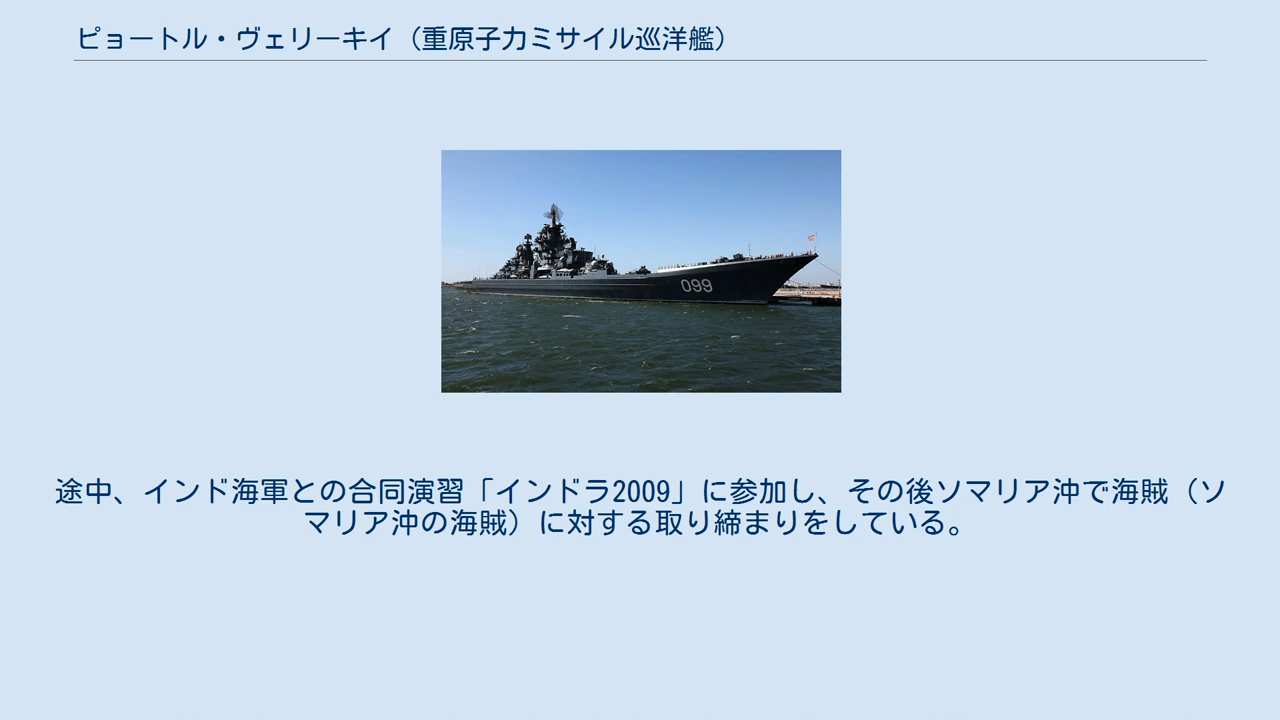 ピョートル・ヴェリーキイ（重原子力ミサイル巡洋艦）
099
途中、インド海軍との合同演習「インドラ2009」に参加し、その後ソマリア沖で海賊（ソ
マリア沖の海賊）に対する取り締まりをしている。